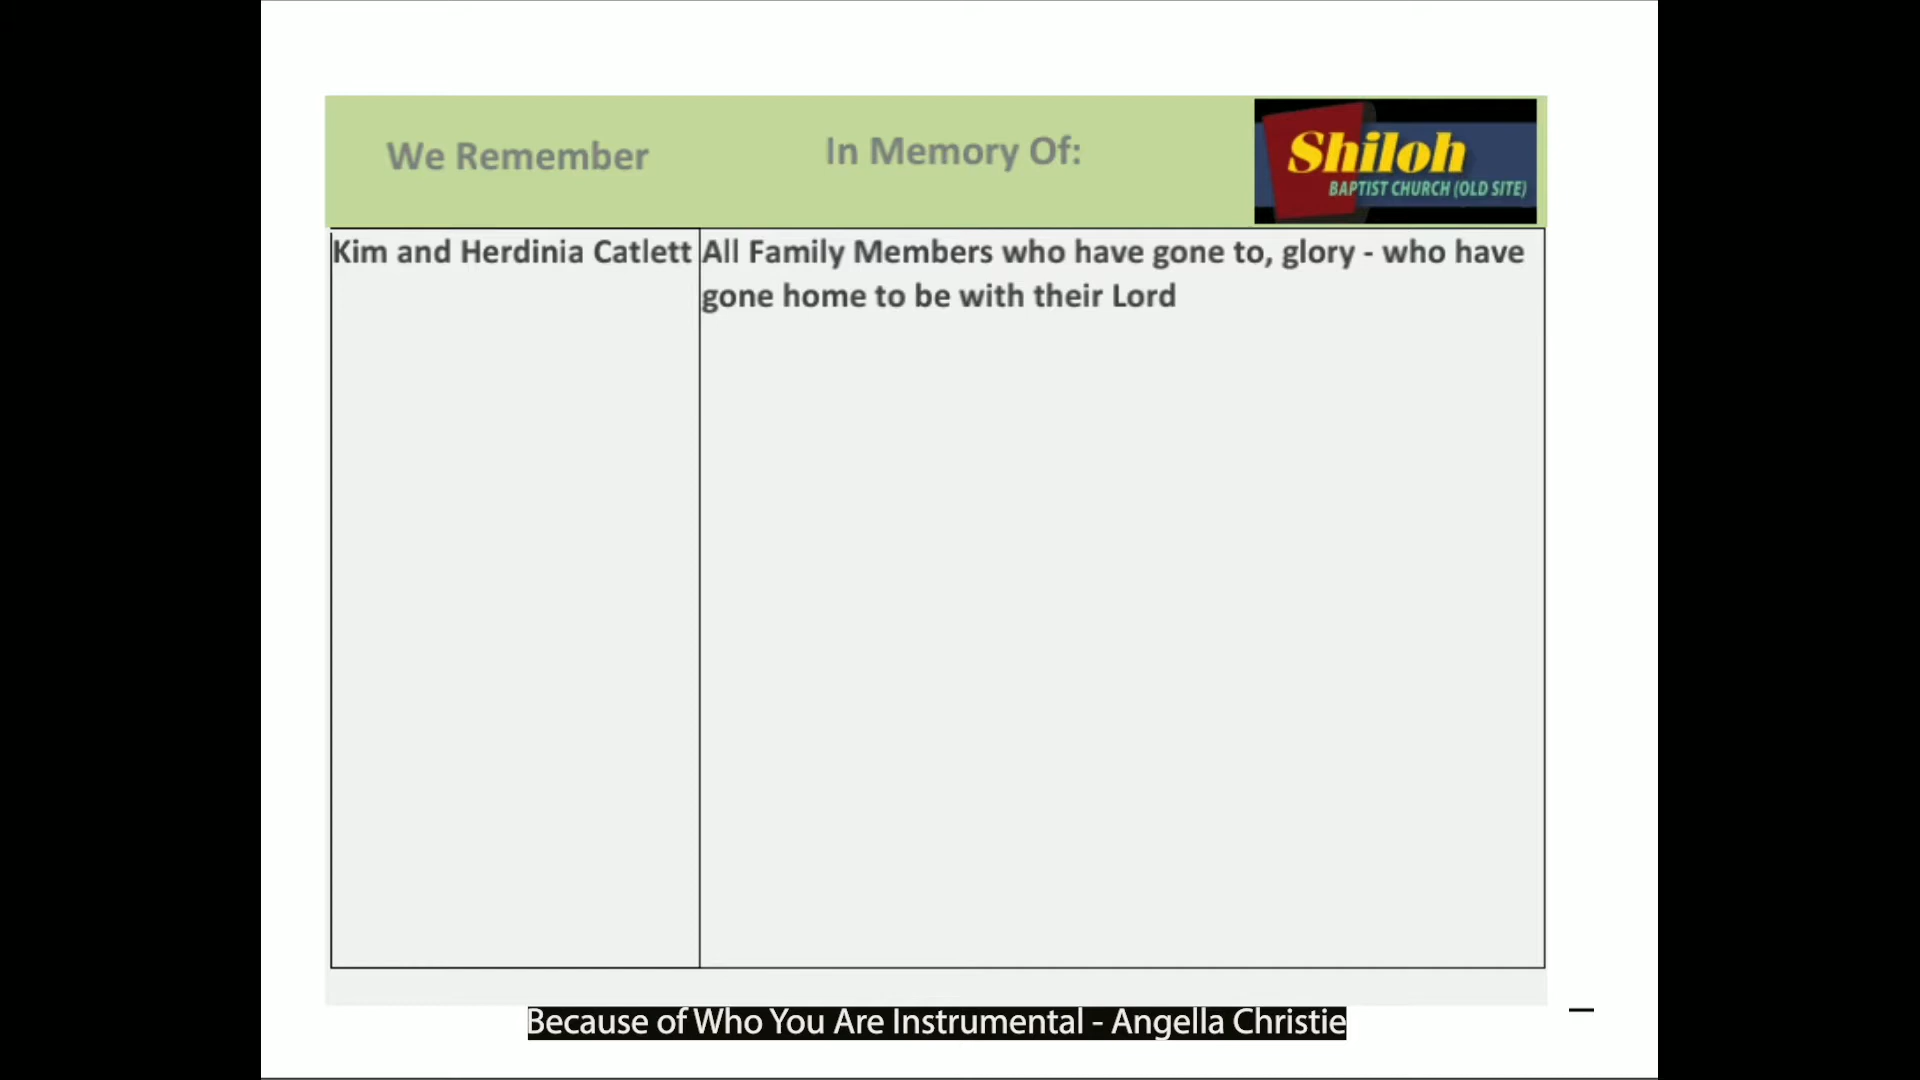 We Remember
In Memory Of:
Shiloh
BAPTIST CHURCH (OLD SITE)
Kim and Herdinia Catlett
All Family Members who have gone to, glory - who have
gone home to be with their Lord
Because of Who You Are Instrumental - Angella Christie